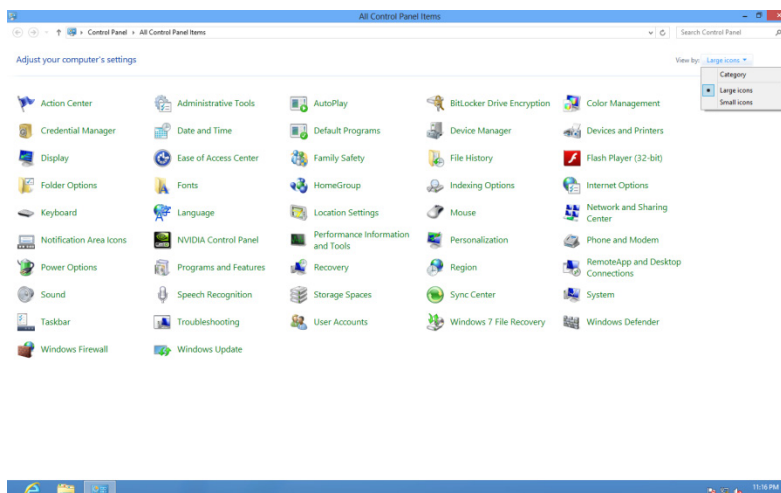 All Control Panel Items
Control Panel
All Control Panel Items
Search Control Panel
Adjust your computer's settings
View by: Large icons
Category
Large icons
Small icons
Action Center
Administrative Tools
AutoPlay
BitLocker Drive Encryption
Color Management
Credential Manager
Date and Time
Default Programs
Device Manager
Devices and Printers
Display
Ease of Access Center
Family Safety
File History
Flash Player (32-bit)
Folder Options
Fonts
HomeGroup
Indexing Options
Internet Options
Keyboard
Language
Location Settings
Mouse
Network and Sharing
Center
Notification Area Icons
NVIDIA Control Panel
Performance Information
and Tools
Personalization
Phone and Modem
Power Options
Programs and Features
Recovery
Region
RemoteApp and Desktop
Connections
Sound
Speech Recognition
Storage Spaces
Sync Center
System
Taskbar
Troubleshooting
User Accounts
Windows 7 File Recovery
Windows Defender
Windows Firewall
Windows Update
11:16 PM